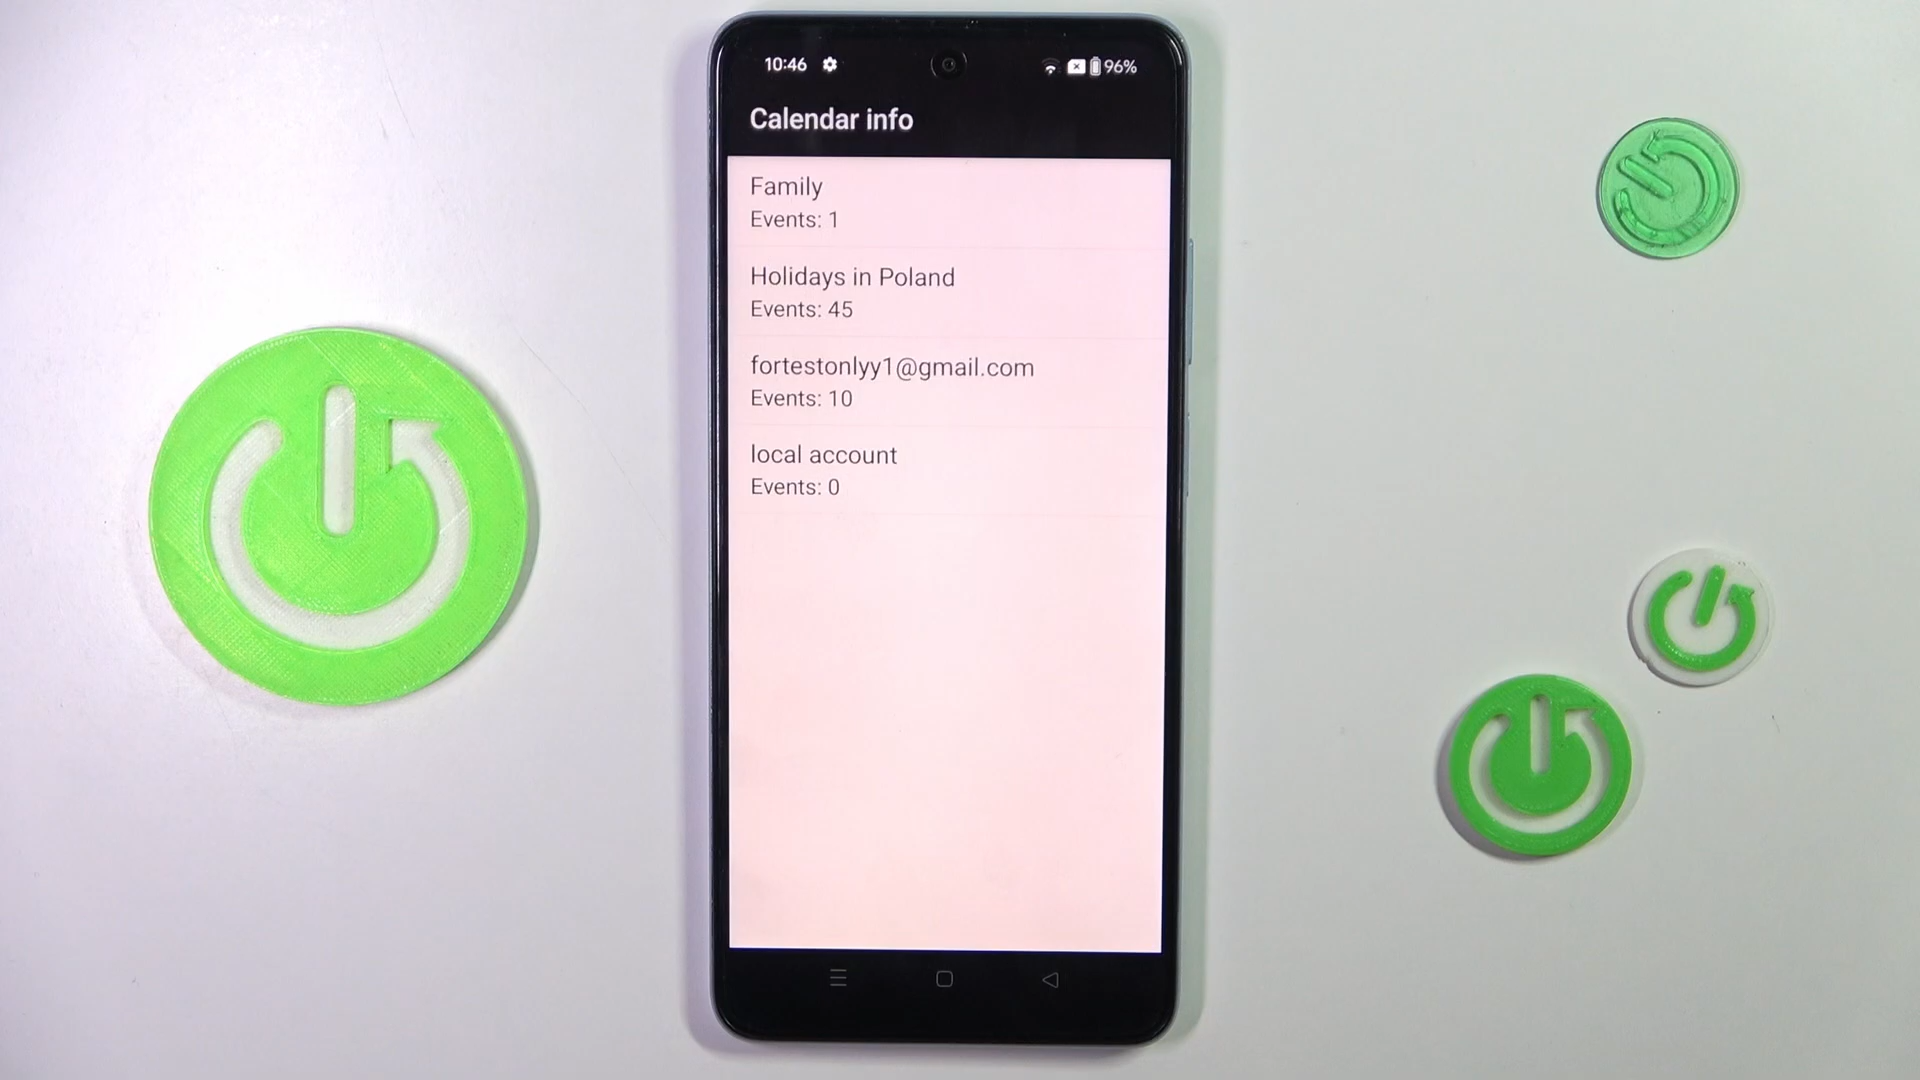 10:46
96%
Calendar info
Family
Events: 1
Holidays in Poland
Events: 45
fortestonlyy1@gmail.com
Events: 10
local account
Events: 0